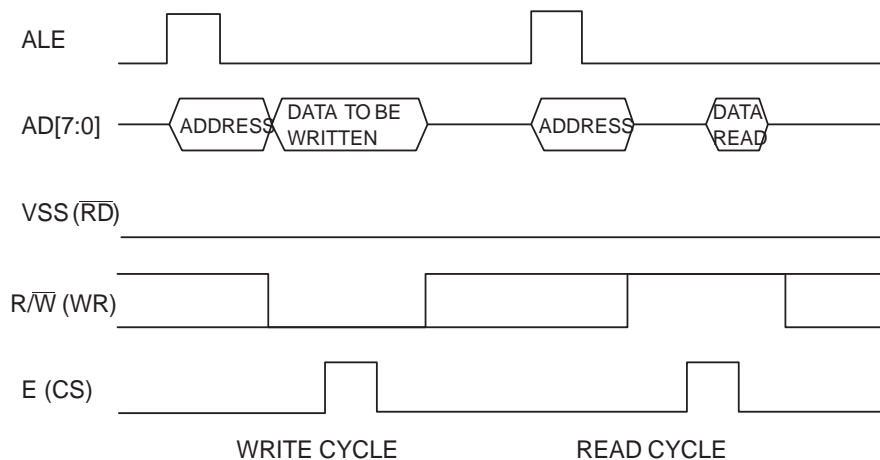 ALE
AD[7:0]
ADDRESS
DATA TO BE
WRITTEN
ADDRESS
DATA
READ
VSS (R̅D̅)
R/W̅ (WR)
E (CS)
WRITE CYCLE
READ CYCLE